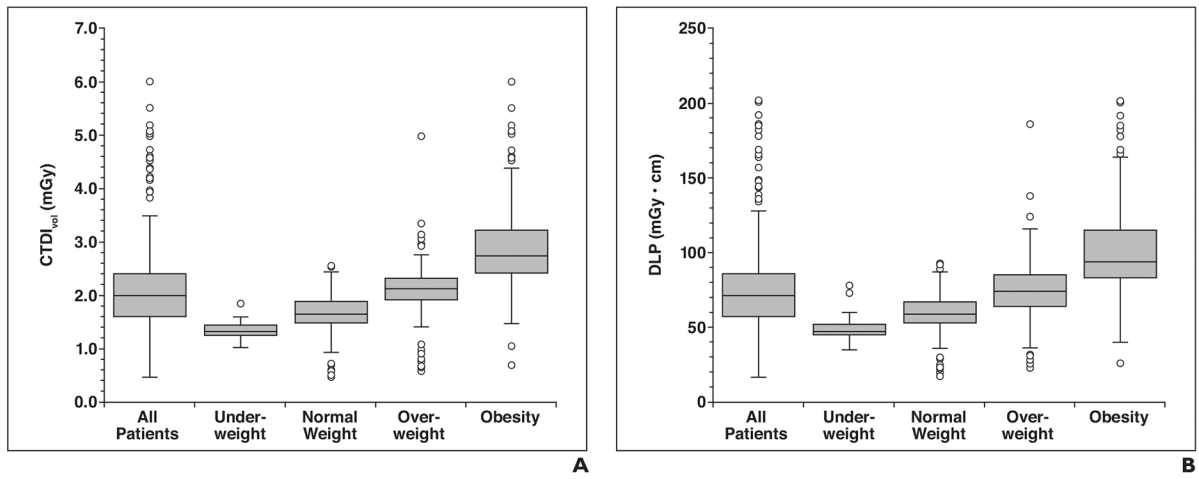 7.0
6.0
5.0
4.0
3.0
2.0
1.0
0.0
CTDIvol (mGy)
All Patients
Under-weight
Normal Weight
Over-weight
Obesity
A
250
200
150
100
50
0
DLP (mGy • cm)
All Patients
Under-weight
Normal Weight
Over-weight
Obesity
B